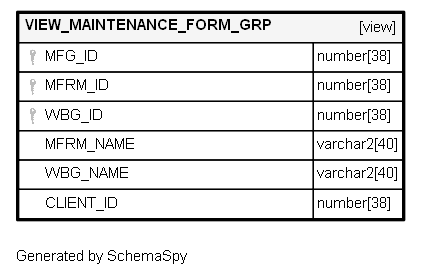 VIEW_MAINTENANCE_FORM_GRP [view]
MFG_ID number[38]
MFRM_ID number[38]
WBG_ID number[38]
MFRM_NAME varchar2[40]
WBG_NAME varchar2[40]
CLIENT_ID number[38]
Generated by SchemaSpy